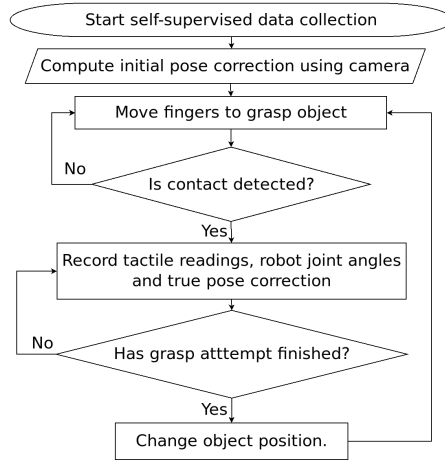 Start self-supervised data collection
Compute initial pose correction using camera
Move fingers to grasp object
No
Is contact detected?
Yes
Record tactile readings, robot joint angles
and true pose correction
No
Has grasp atttempt finished?
Yes
Change object position.